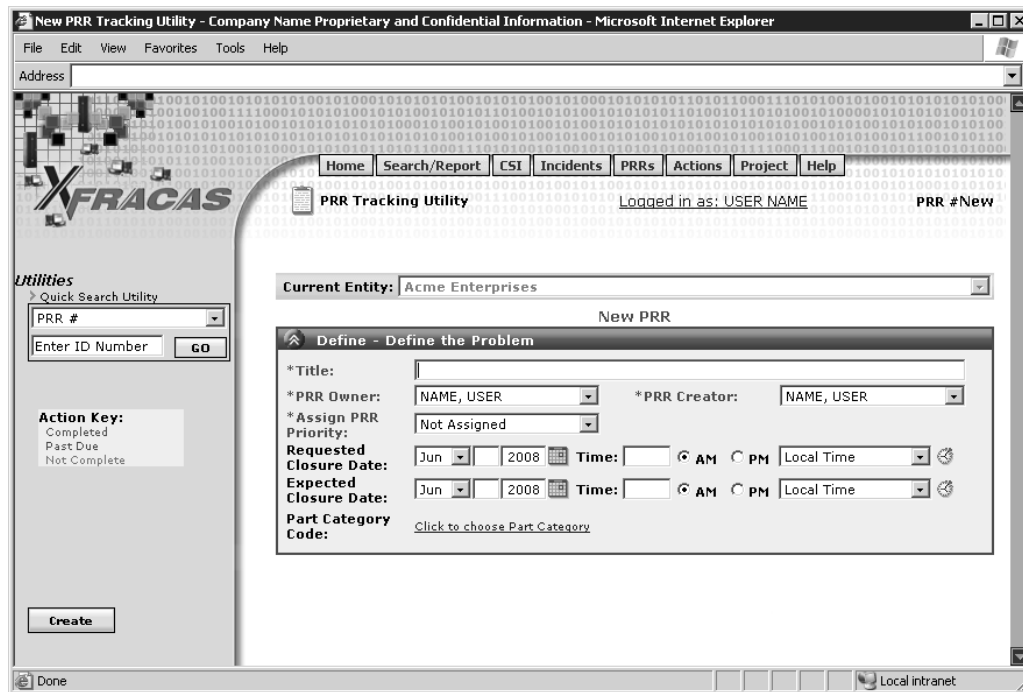 New PRR Tracking Utility - Company Name Proprietary and Confidential Information - Microsoft Internet Explorer
File Edit View Favorites Tools Help
Address
XFRACAS
Home Search/Report CSI Incidents PRRs Actions Project Help
PRR Tracking Utility Logged in as: USER NAME PRR #New
Utilities
Quick Search Utility
PRR #
Enter ID Number GO
Action Key:
Completed
Past Due
Not Complete
Create
Current Entity: Acme Enterprises
New PRR
Define - Define the Problem
*Title:
*PRR Owner: NAME, USER *PRR Creator: NAME, USER
*Assign PRR Priority: Not Assigned
Requested Closure Date: Jun 2008 Time: AM PM Local Time
Expected Closure Date: Jun 2008 Time: AM PM Local Time
Part Category Code: Click to choose Part Category
Done Local intranet